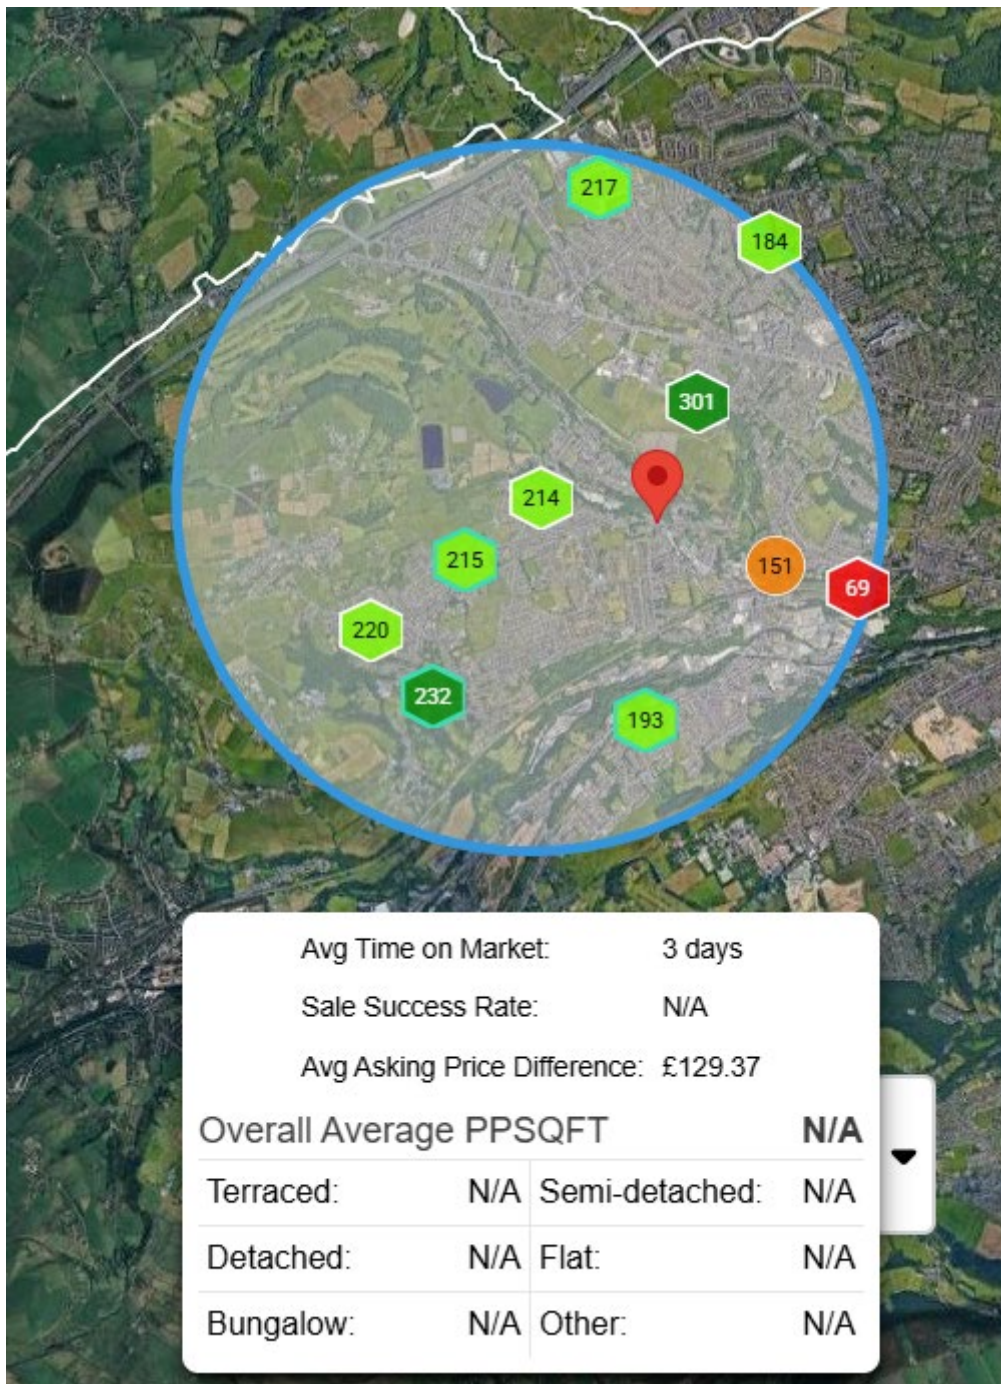 217
184
301
214
215
151
69
220
232
193
Avg Time on Market: 3 days
Sale Success Rate: N/A
Avg Asking Price Difference: £129.37
Overall Average PPSQFT N/A
Terraced: N/A Semi-detached: N/A
Detached: N/A Flat: N/A
Bungalow: N/A Other: N/A